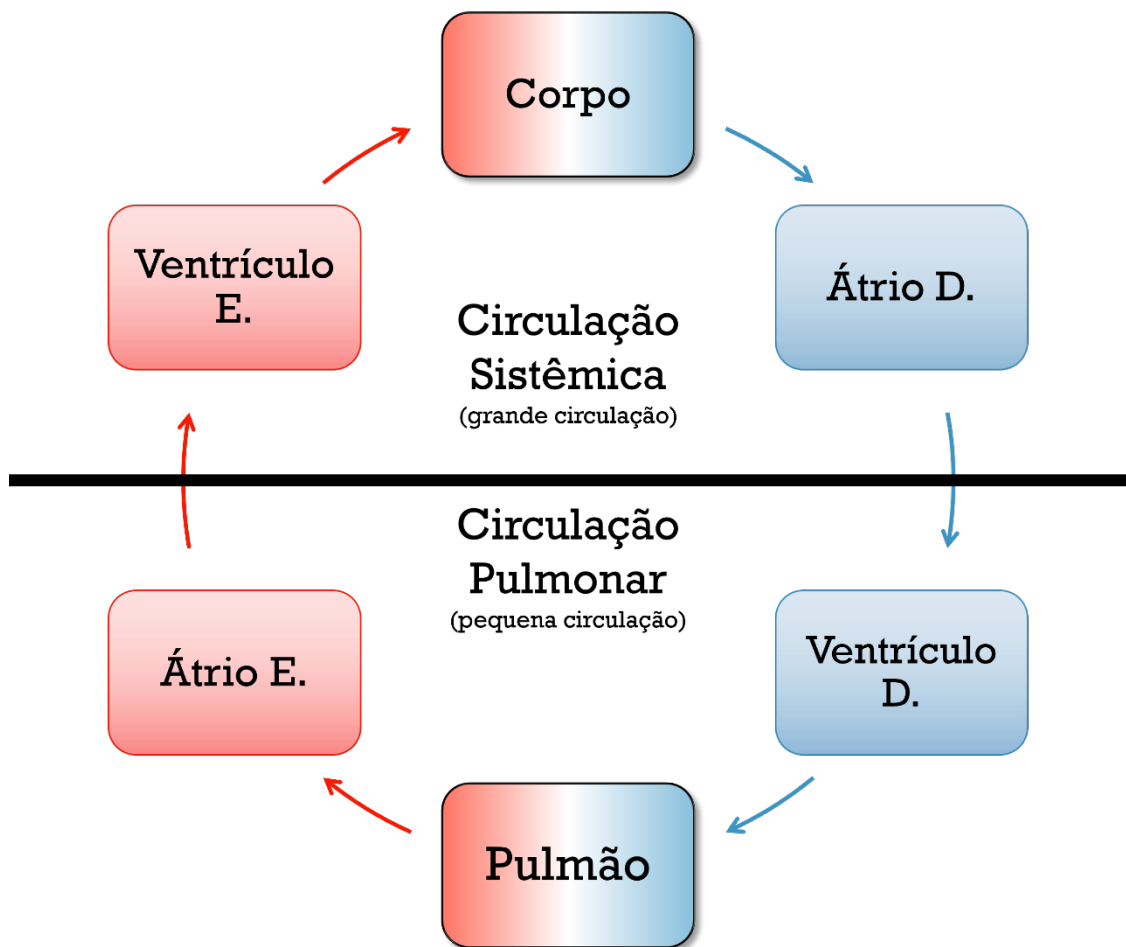 Corpo
Ventrículo
E.
Átrio D.
Circulação
Sistêmica
(grande circulação)
Circulação
Pulmonar
(pequena circulação)
Átrio E.
Ventrículo
D.
Pulmão